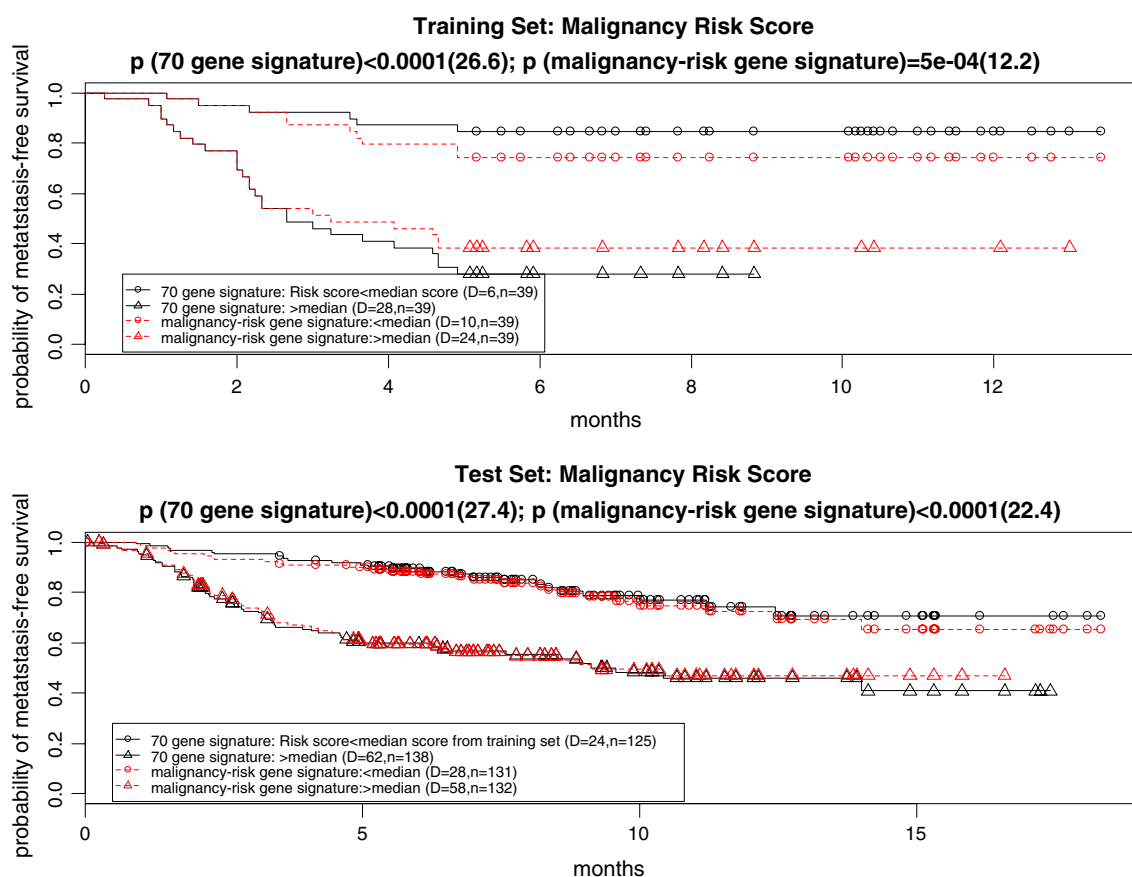 Training Set: Malignancy Risk Score
p (70 gene signature)<0.0001(26.6); p (malignancy-risk gene signature)=5e-04(12.2)
probability of metatstasis-free survival
1.0
0.8
0.6
0.4
0.2
0.0
70 gene signature: Risk score<median score (D=6,n=39)
70 gene signature: >median (D=28,n=39)
malignancy-risk gene signature:<median (D=10,n=39)
malignancy-risk gene signature:>median (D=24,n=39)
0 2 4 6 8 10 12
months
Test Set: Malignancy Risk Score
p (70 gene signature)<0.0001(27.4); p (malignancy-risk gene signature)<0.0001(22.4)
probability of metatstasis-free survival
1.0
0.8
0.6
0.4
0.2
0.0
70 gene signature: Risk score<median score from training set (D=24,n=125)
70 gene signature: >median (D=62,n=138)
malignancy-risk gene signature:<median (D=28,n=131)
malignancy-risk gene signature:>median (D=58,n=132)
0 5 10 15
months